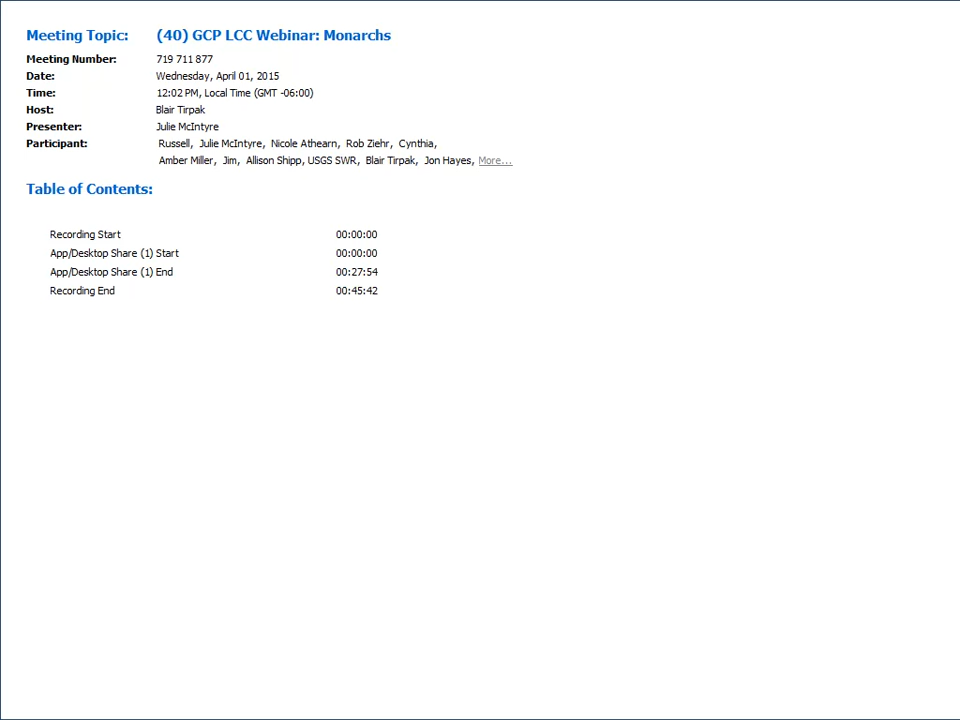 Meeting Topic: (40) GCP LCC Webinar: Monarchs
Meeting Number: 719 711 877
Date: Wednesday, April 01, 2015
Time: 12:02 PM, Local Time (GMT -06:00)
Host: Blair Tirpak
Presenter: Julie McIntyre
Participant: Russell, Julie McIntyre, Nicole Athearn, Rob Ziehr, Cynthia,
Amber Miller, Jim, Allison Shipp, USGS SWR, Blair Tirpak, Jon Hayes, More...
Table of Contents:
Recording Start 00:00:00
App/Desktop Share (1) Start 00:00:00
App/Desktop Share (1) End 00:27:54
Recording End 00:45:42